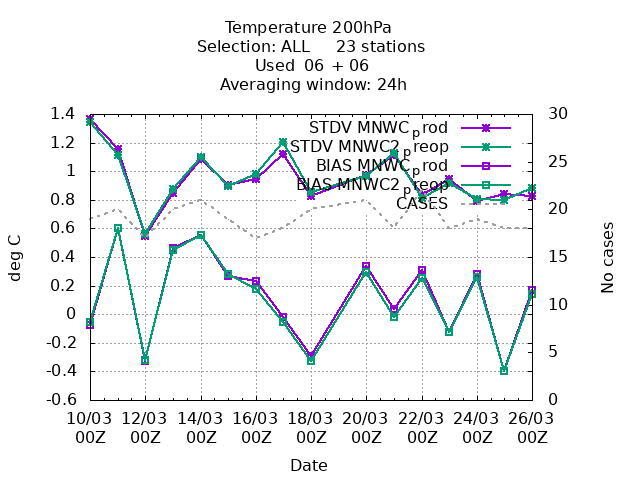 Temperature 200hPa
Selection: ALL 23 stations
Used 06 + 06
Averaging window: 24h
STDV MNWC_prod
STDV MNWC2_preop
BIAS MNWC_prod
BIAS MNWC2_preop
CASES
1.4
1.2
1
0.8
0.6
0.4
0.2
0
-0.2
-0.4
-0.6
30
25
20
15
10
5
0
deg C
No cases
10/03 12/03 14/03 16/03 18/03 20/03 22/03 24/03 26/03
00Z 00Z 00Z 00Z 00Z 00Z 00Z 00Z 00Z
Date